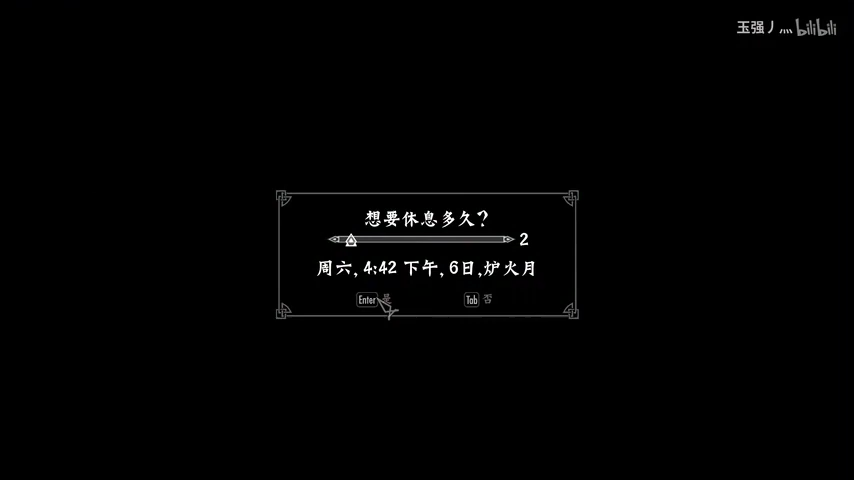 玉强丿灬 bilibili
想要休息多久?
2
周六, 4:42 下午, 6日,炉火月
Enter 是 Tab 否